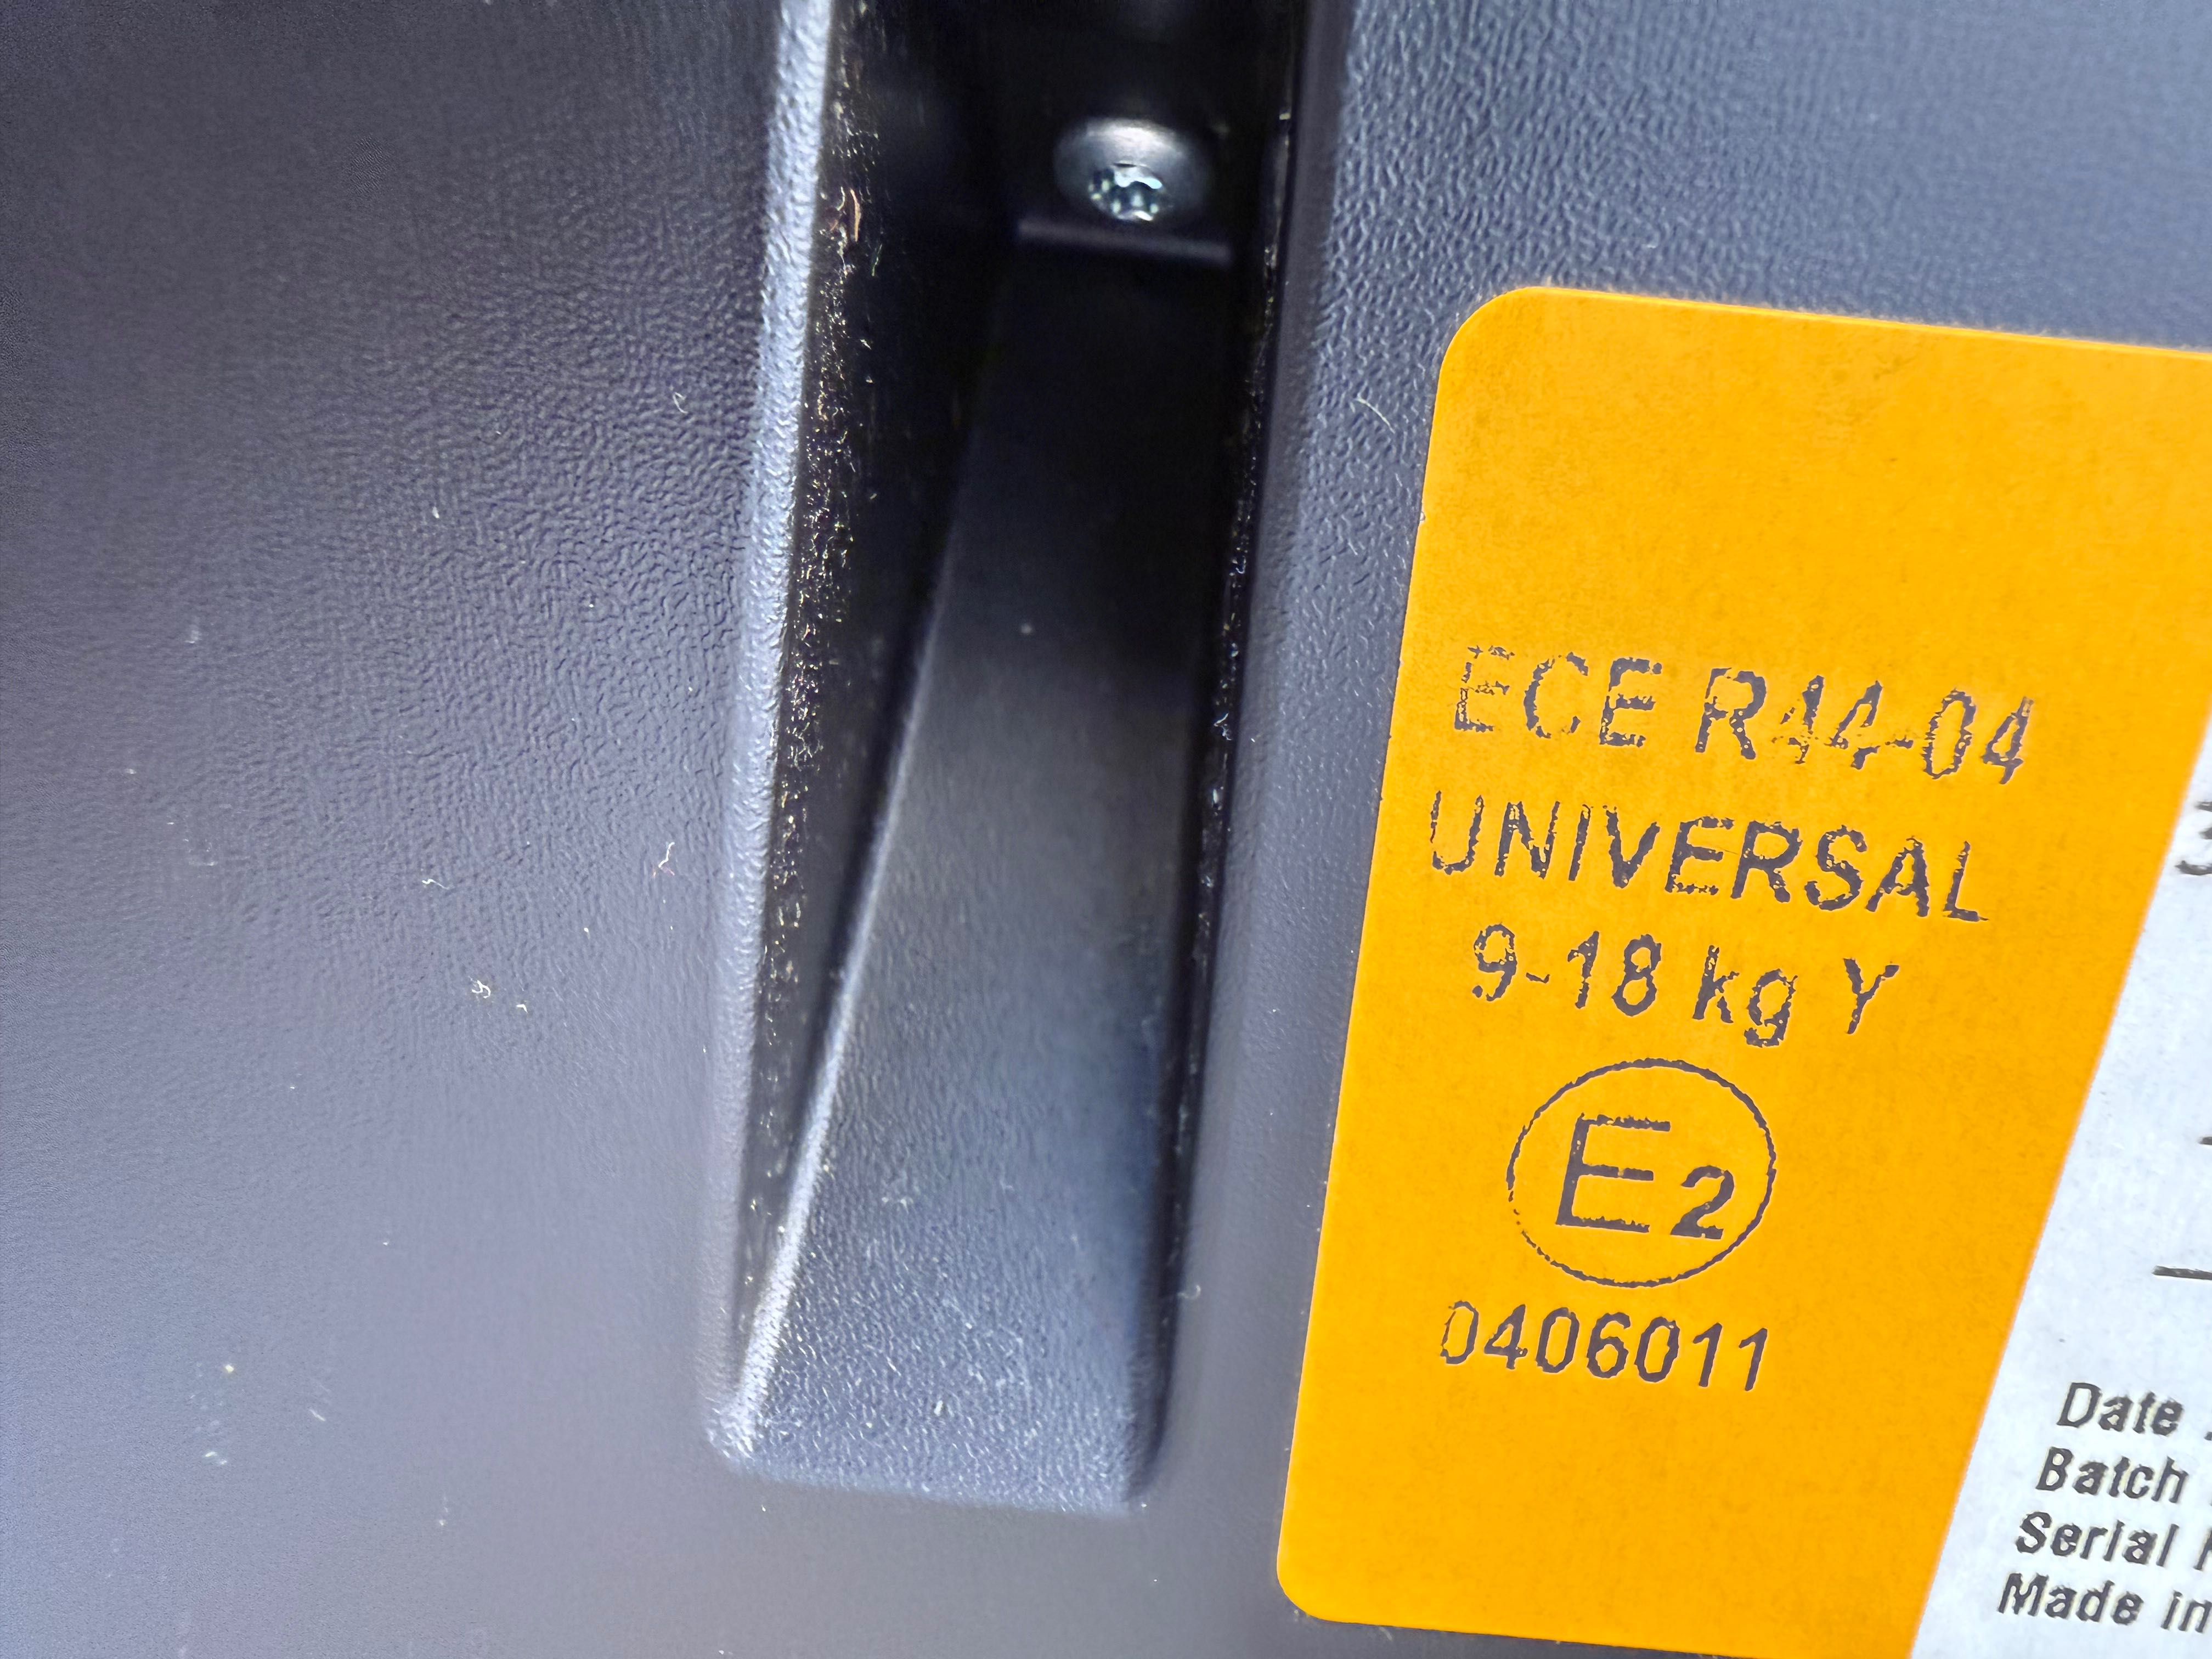 ECE R44-04
UNIVERSAL
9-18 kg Y
E2
0406011
Date
Batch
Serial
Made in